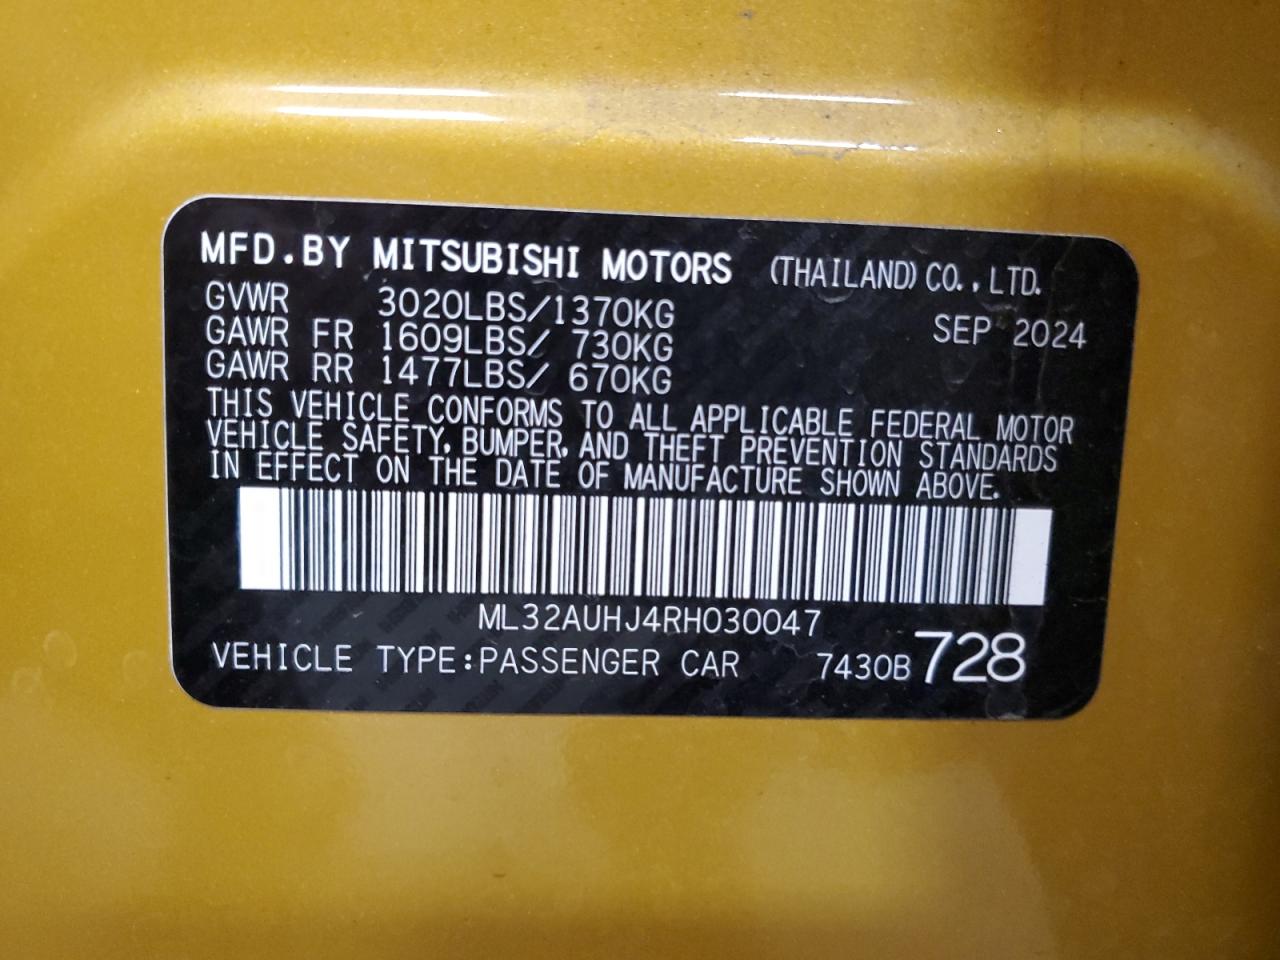 MFD.BY MITSUBISHI MOTORS (THAILAND) CO., LTD.
GVWR 3020LBS/1370KG
SEP 2024
GAWR FR 1609LBS/ 730KG
GAWR RR 1477LBS/ 670KG
THIS VEHICLE CONFORMS TO ALL APPLICABLE FEDERAL MOTOR
VEHICLE SAFETY, BUMPER, AND THEFT PREVENTION STANDARDS
IN EFFECT ON THE DATE OF MANUFACTURE SHOWN ABOVE.
ML32AUHJ4RH030047
VEHICLE TYPE:PASSENGER CAR 7430B 728